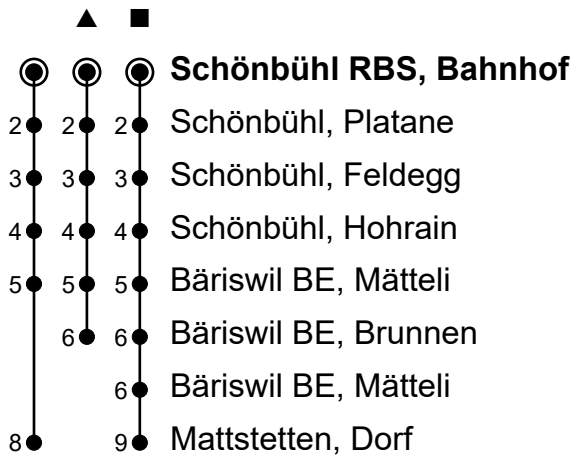 ▲ ■
Schönbühl RBS, Bahnhof
2 2 2 Schönbühl, Platane
3 3 3 Schönbühl, Feldegg
4 4 4 Schönbühl, Hohrain
5 5 5 Bäriswil BE, Mätteli
6 6 Bäriswil BE, Brunnen
6 Bäriswil BE, Mätteli
8 9 Mattstetten, Dorf